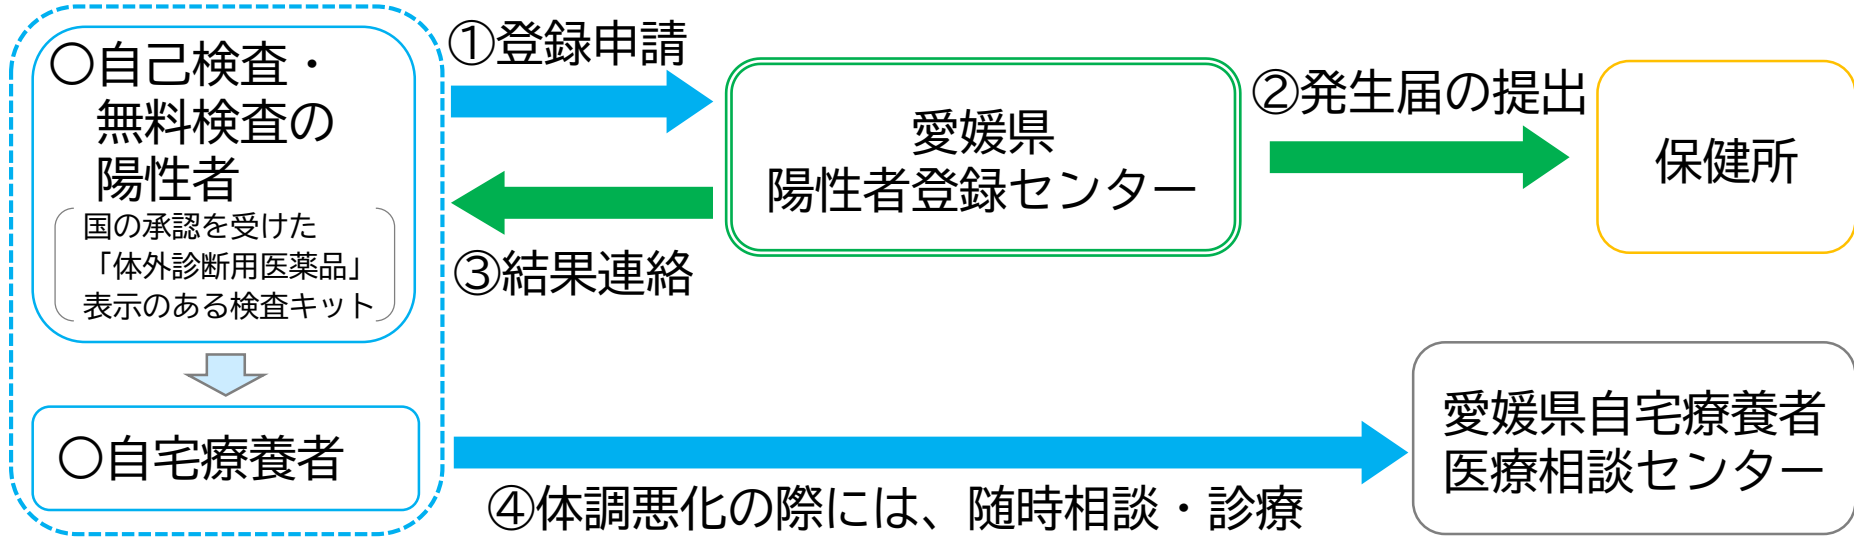 〇自己検査・
無料検査の
陽性者
国の承認を受けた
「体外診断用医薬品」
表示のある検査キット
〇自宅療養者
①登録申請
③結果連絡
愛媛県
陽性者登録センター
②発生届の提出
保健所
④体調悪化の際には、随時相談・診療
愛媛県自宅療養者
医療相談センター